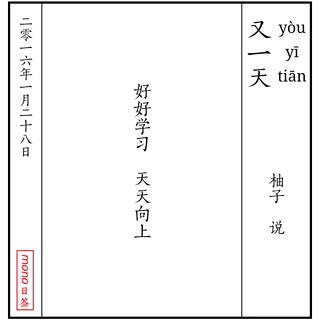 又一天
yòu
yī
tiān
柚子 说
好好学习 天天向上
二零一六年一月二十八日
mono日签